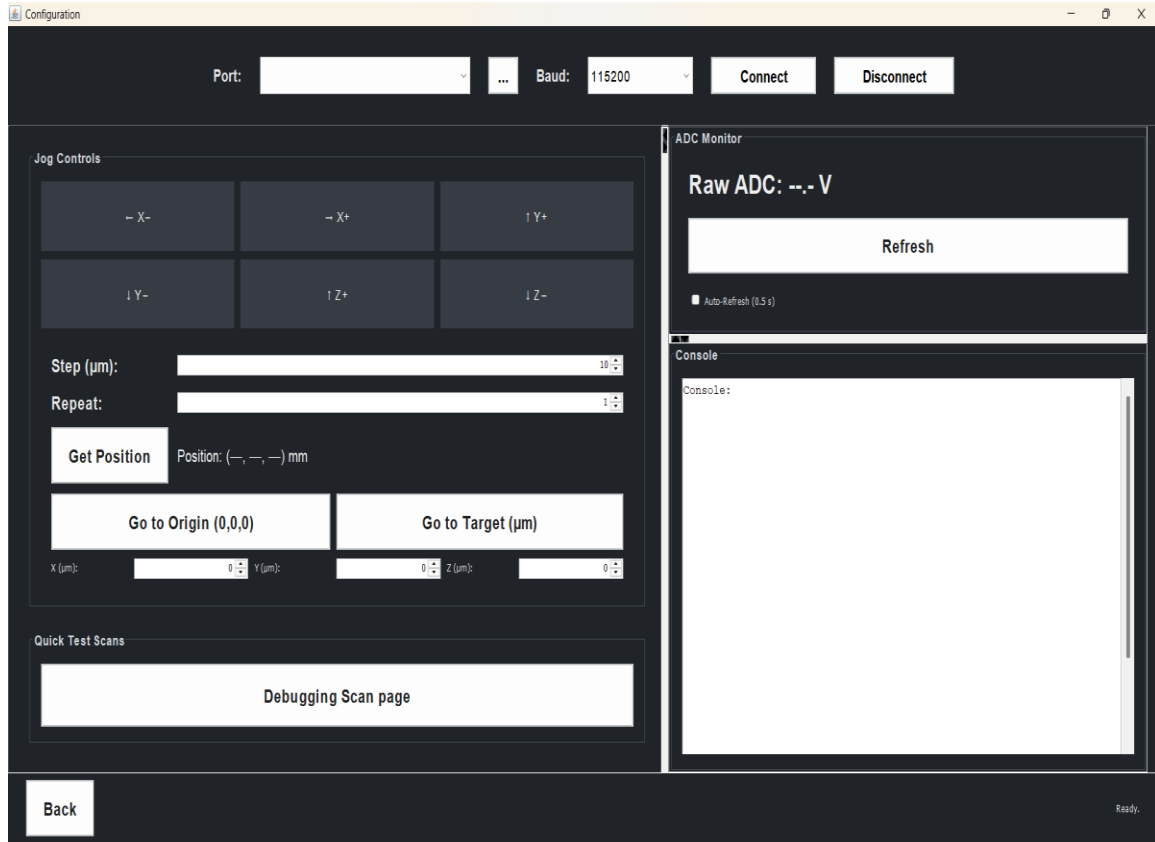 Configuration
Port: ... Baud: 115200 Connect Disconnect
Jog Controls
← X− → X+ ↑ Y+
↓ Y− ↑ Z+ ↓ Z−
Step (µm): 10
Repeat: 1
Get Position Position: (—, —, —) mm
Go to Origin (0,0,0) Go to Target (µm)
X (µm): 0 Y (µm): 0 Z (µm): 0
Quick Test Scans
Debugging Scan page
ADC Monitor
Raw ADC: --.- V
Refresh
Auto-Refresh (0.5 s)
Console
Console:
Back
Ready.